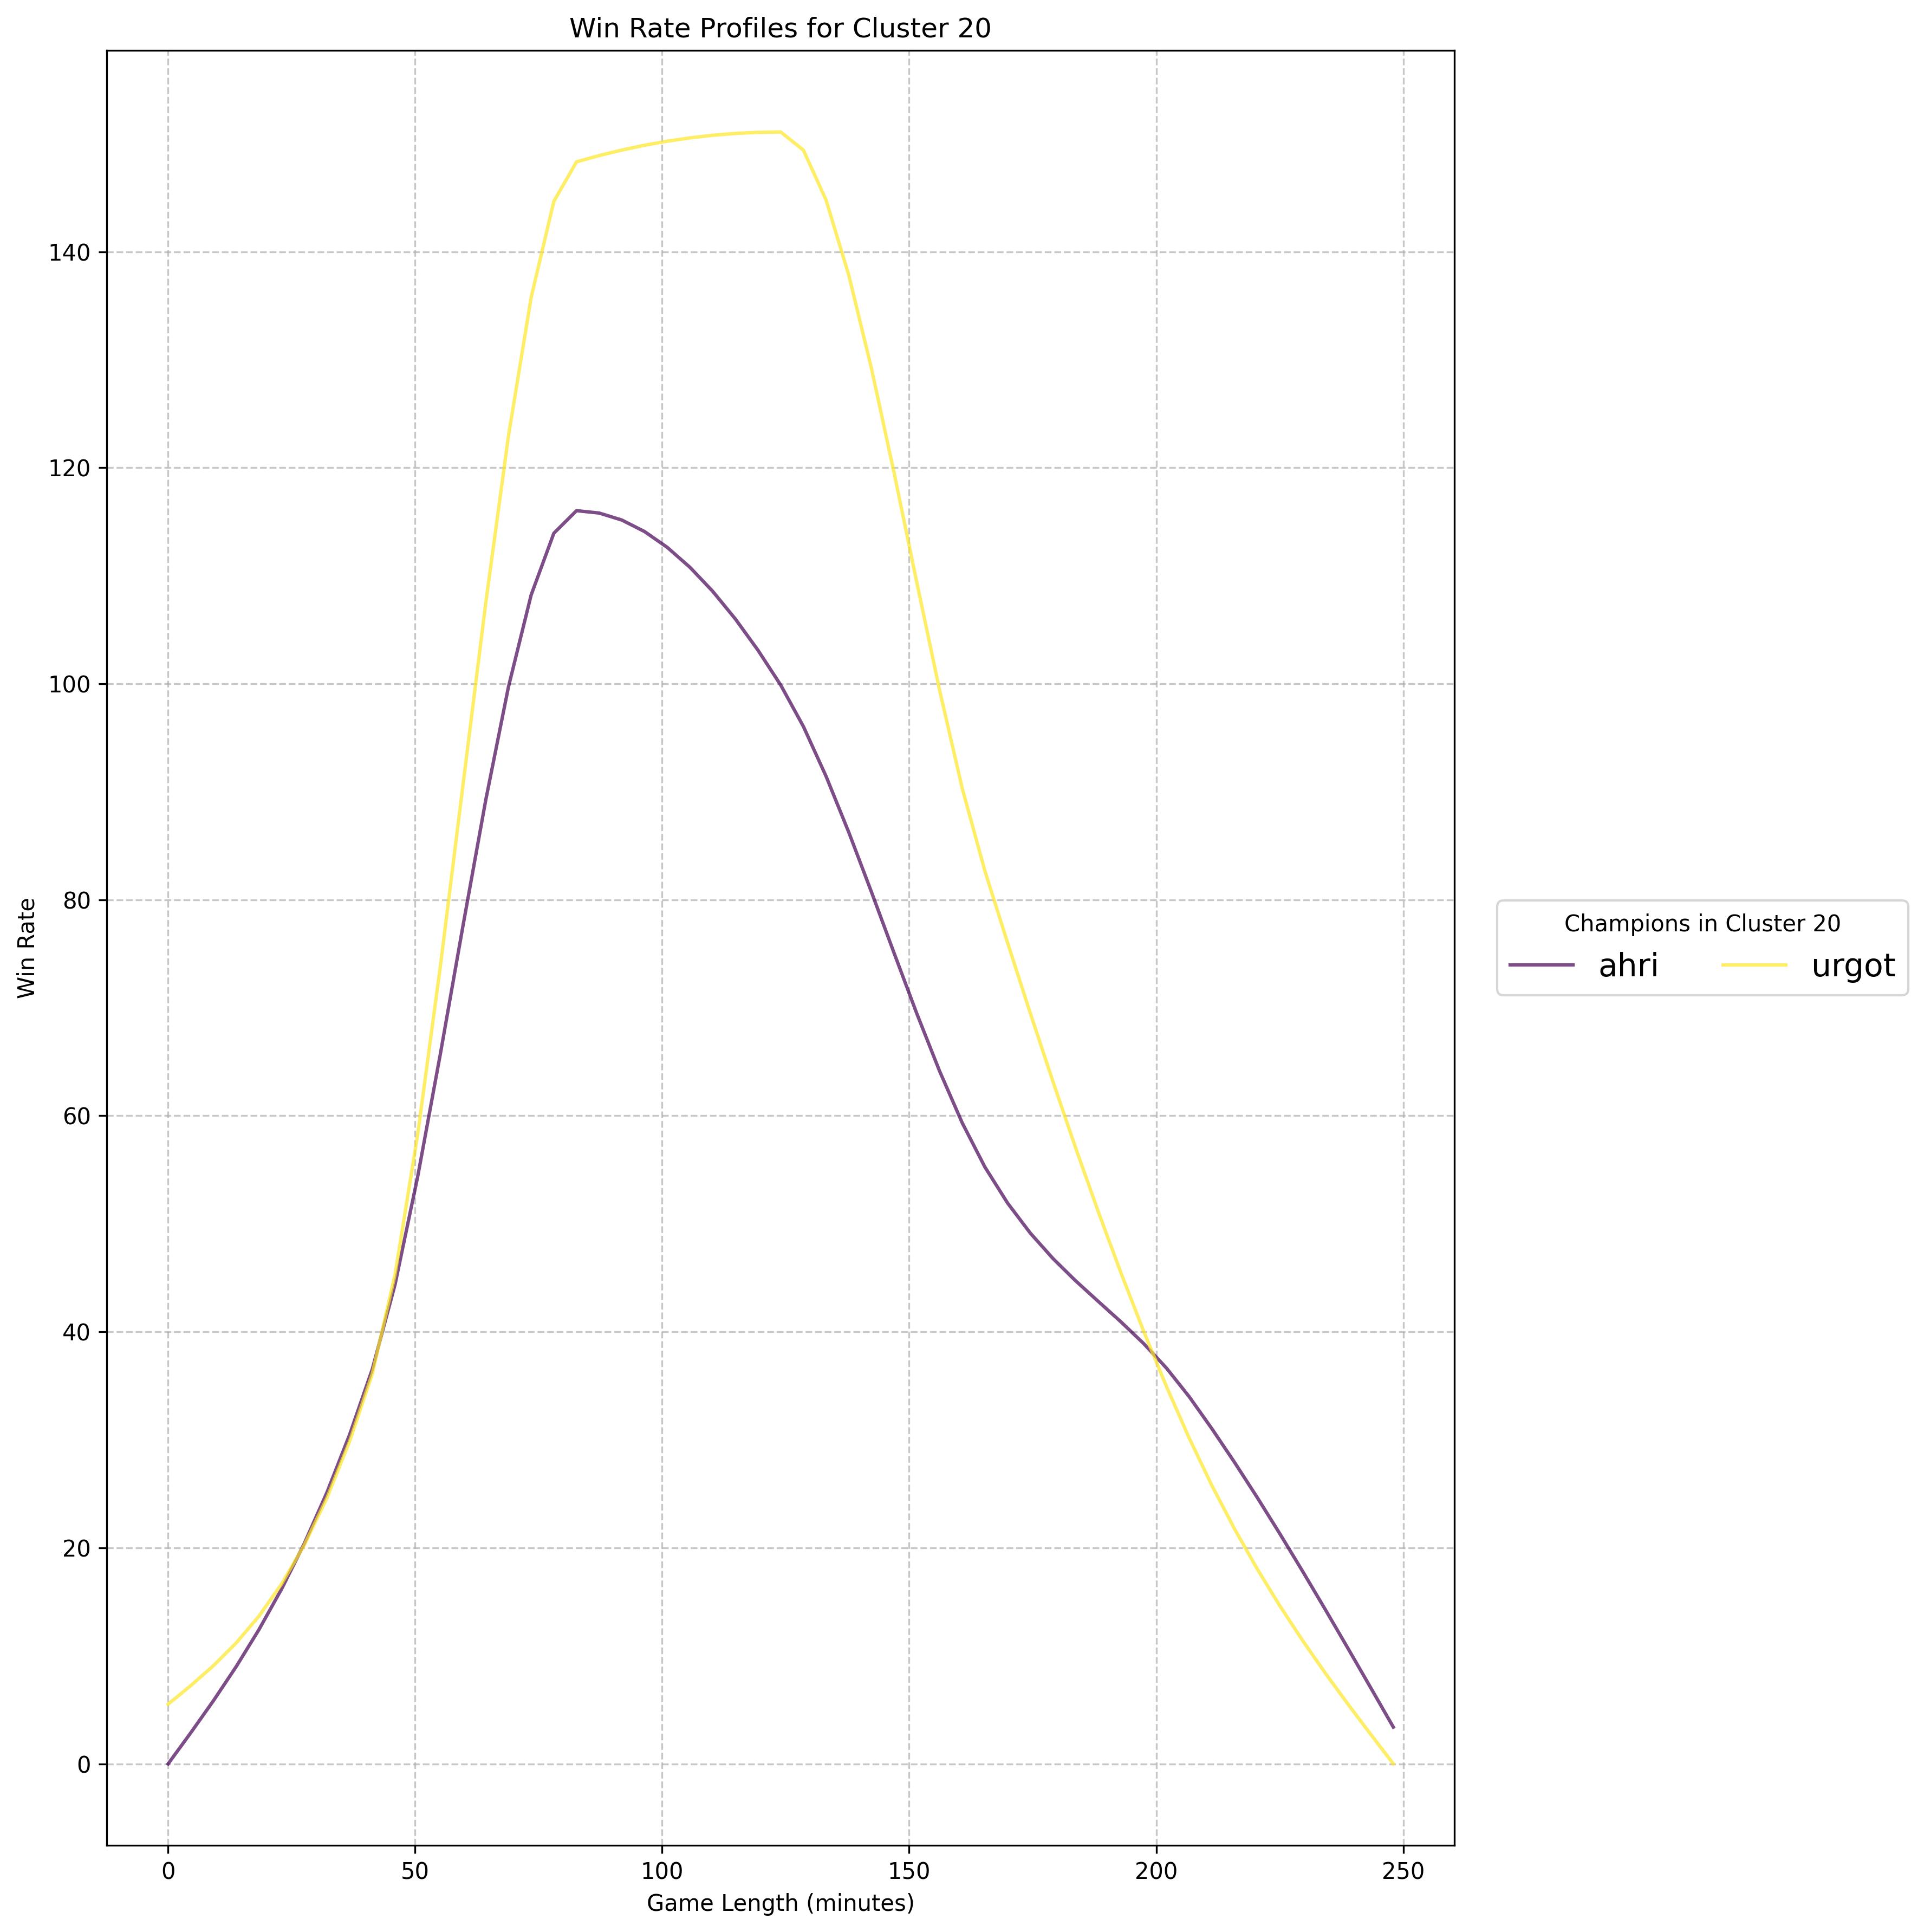 Win Rate Profiles for Cluster 20
Win Rate
140
120
100
80
60
40
20
0
0 50 100 150 200 250
Game Length (minutes)
Champions in Cluster 20
ahri urgot